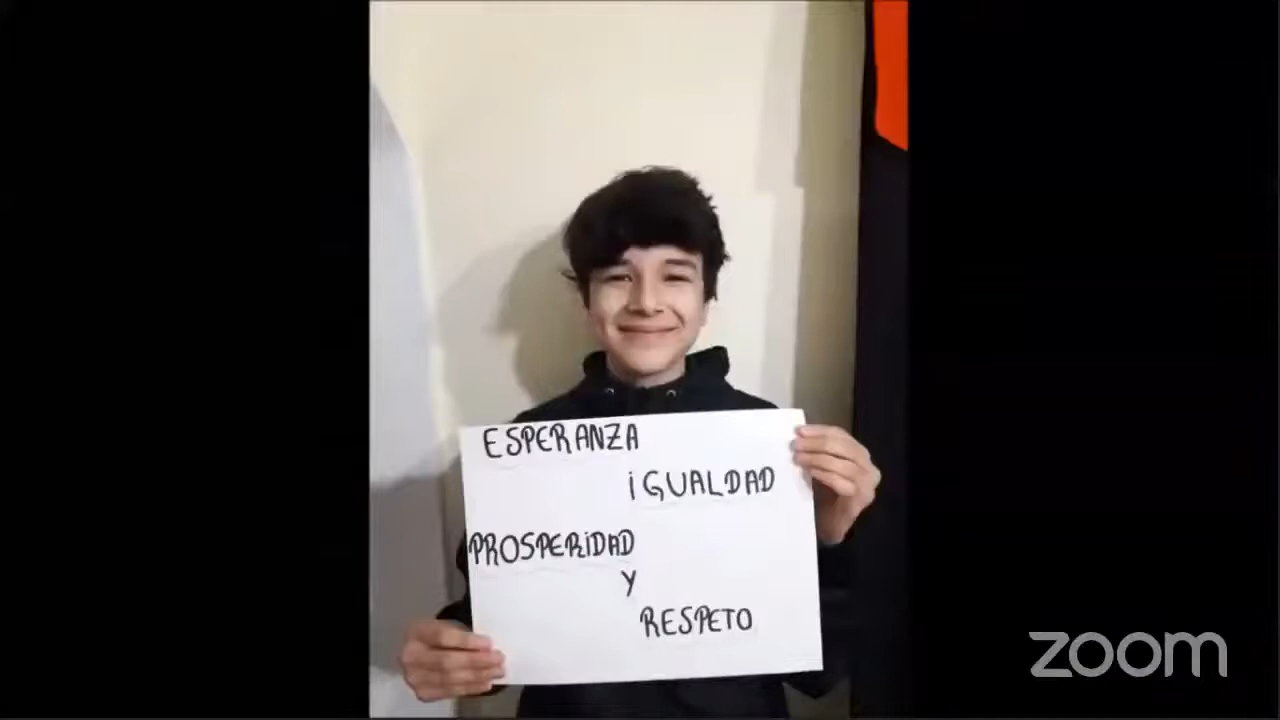 ESPERANZA
iGUALDAD
PROSPERiDAD
Y
RESPETO
zoom